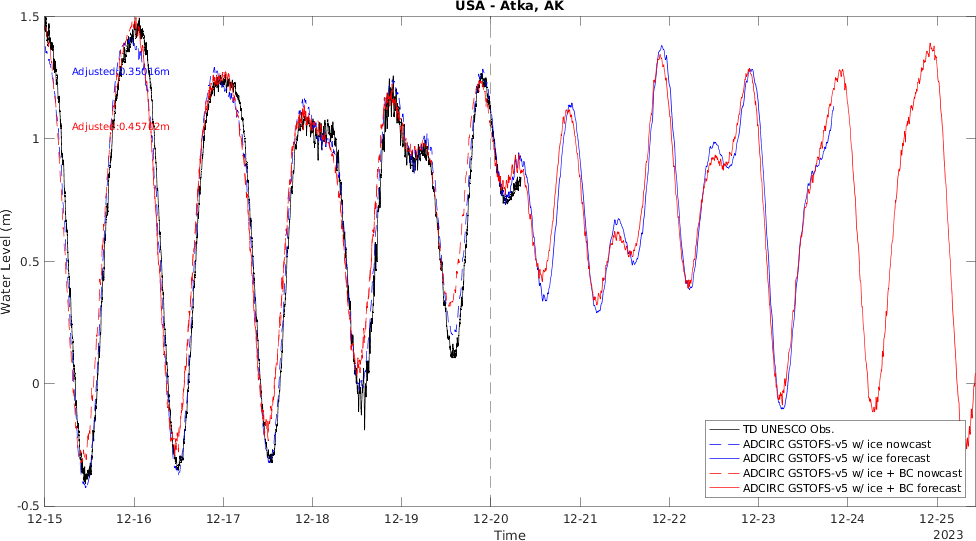 USA - Atka, AK
1.5
1
0.5
0
-0.5
Water Level (m)
Adjusted:0.35016m
12-15
12-16
12-17
12-18
12-19
12-20
12-21
12-22
12-23
12-24
12-25
Time
2023
TD UNESCO Obs.
ADCIRC GSTOFS-v5 w/ ice nowcast
ADCIRC GSTOFS-v5 w/ ice forecast
ADCIRC GSTOFS-v5 w/ ice + BC nowcast
ADCIRC GSTOFS-v5 w/ ice + BC forecast